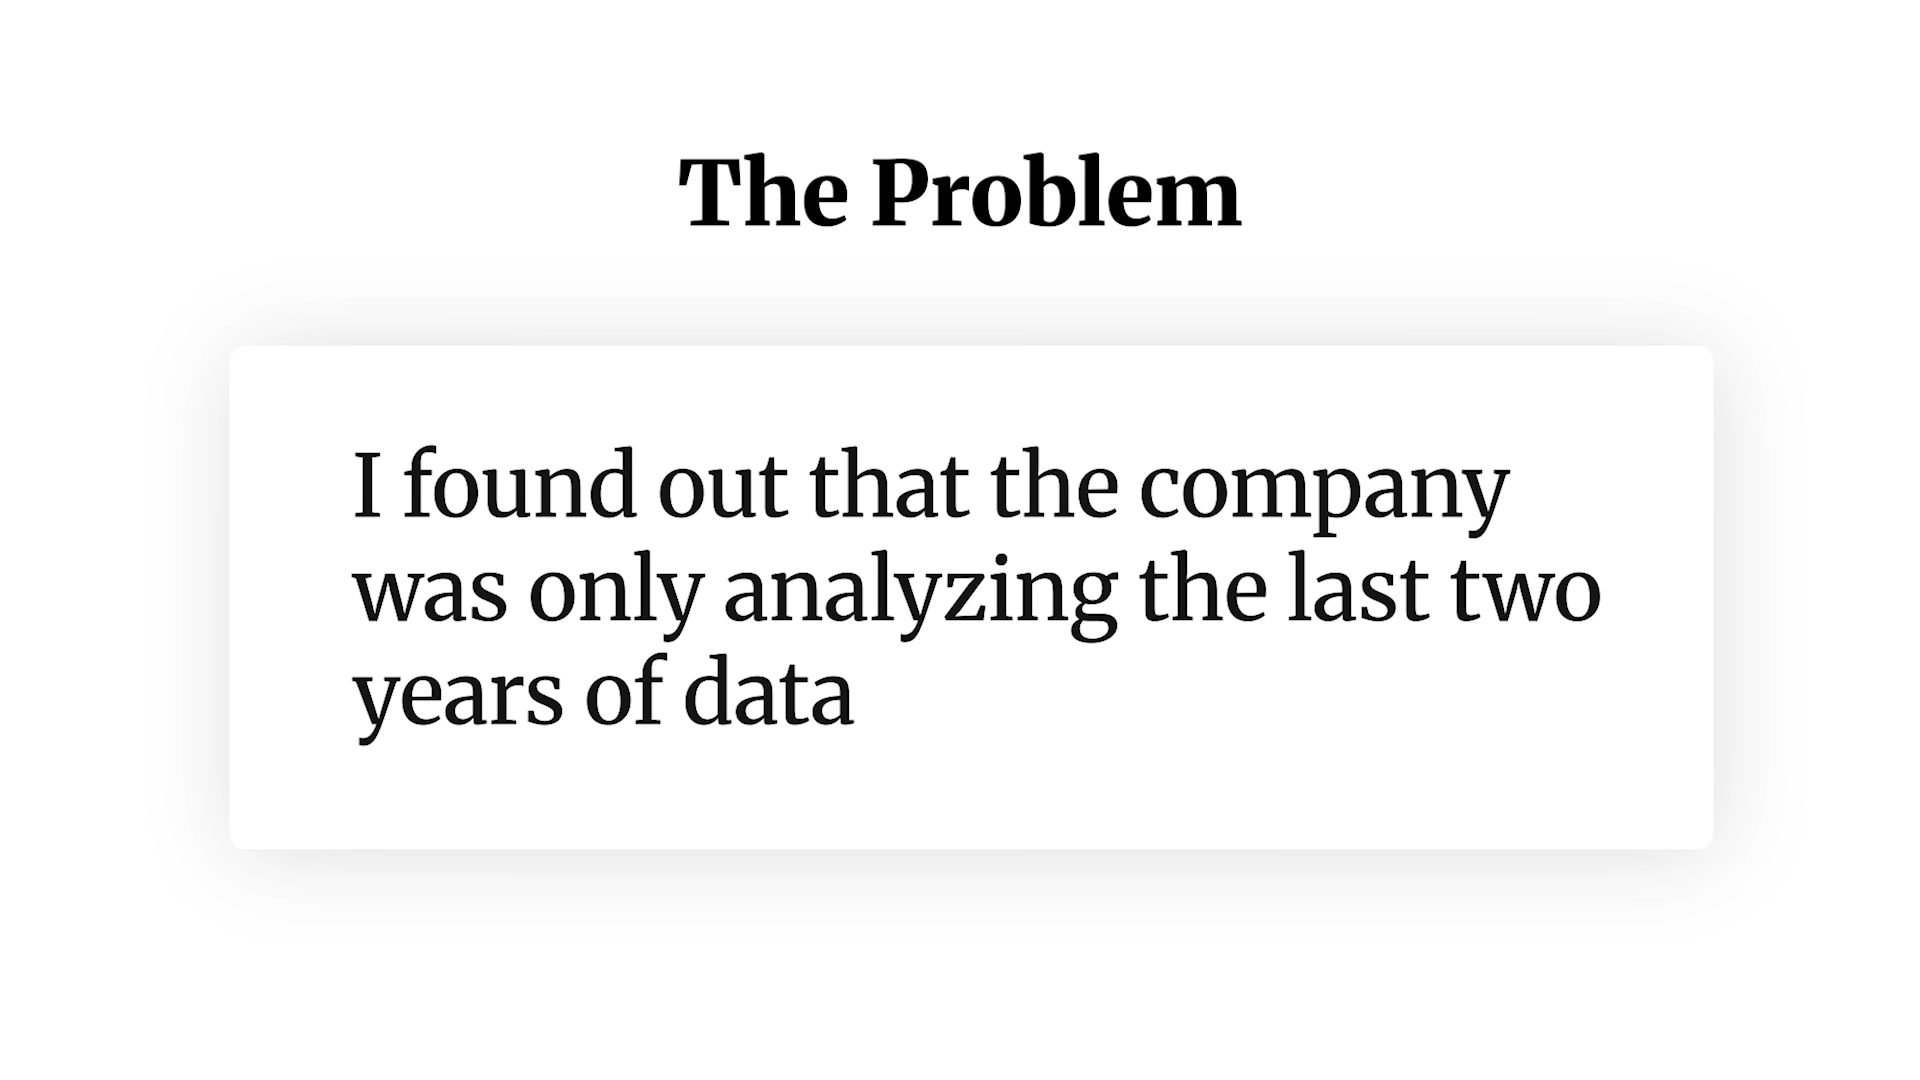 The Problem
I found out that the company
was only analyzing the last two
years of data